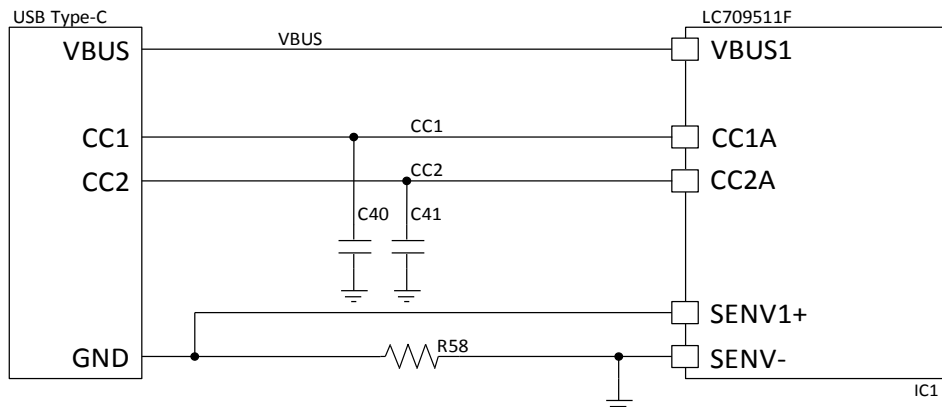 USB Type-C
LC709511F
VBUS
VBUS
VBUS1
CC1
CC1
CC1A
CC2
CC2
CC2A
C40
C41
SENV1+
GND
R58
SENV-
IC1